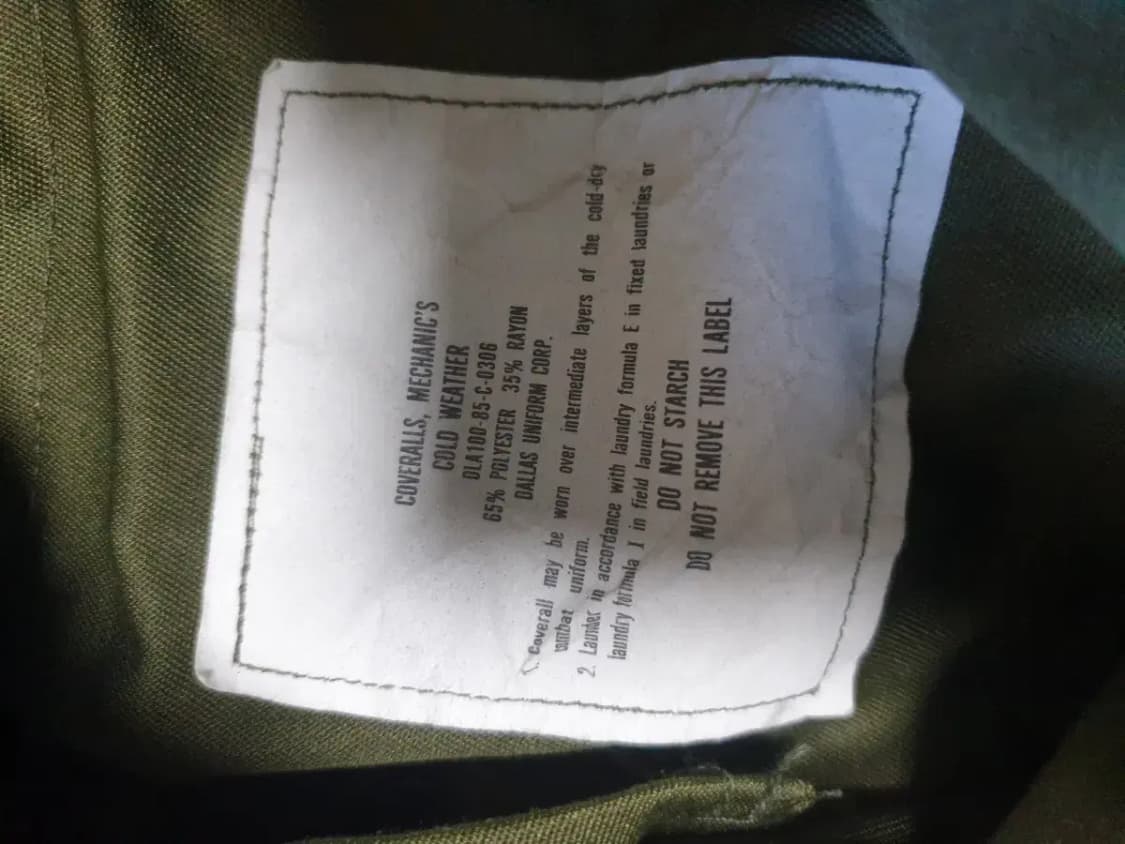 COVERALLS, MECHANIC'S
COLD WEATHER
DLA100-85-C-0306
65% POLYESTER 35% RAYON
DALLAS UNIFORM CORP.
1. Coverall may be worn over intermediate layers of the cold-dry
combat uniform.
2. Launder in accordance with laundry formula E in fixed laundries or
laundry formula I in field laundries.
DO NOT STARCH
DO NOT REMOVE THIS LABEL